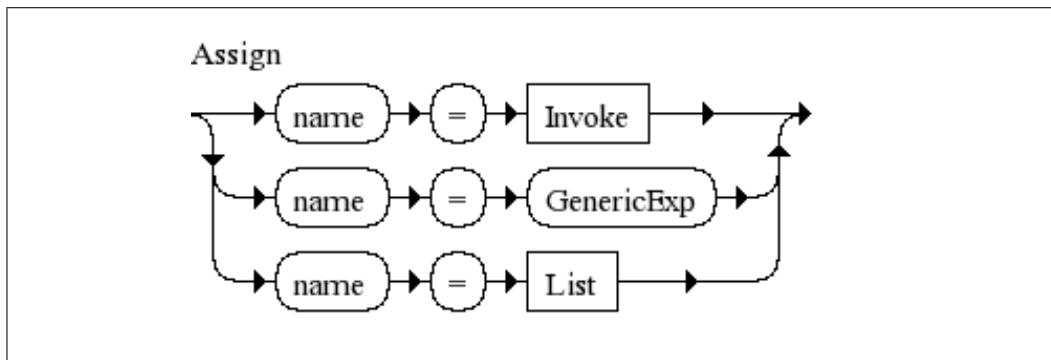 Assign
name = Invoke
name = GenericExp
name = List